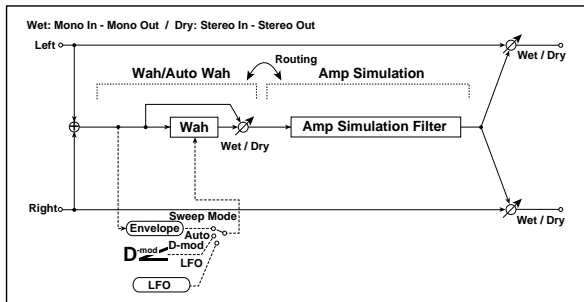 Wet: Mono In - Mono Out / Dry: Stereo In - Stereo Out
Left
Wet / Dry
Routing
Wah/Auto Wah
Amp Simulation
Wah
Amp Simulation Filter
Wet / Dry
Right
Wet / Dry
Sweep Mode
Envelope
Auto
D-mod
D-mod
LFO
LFO